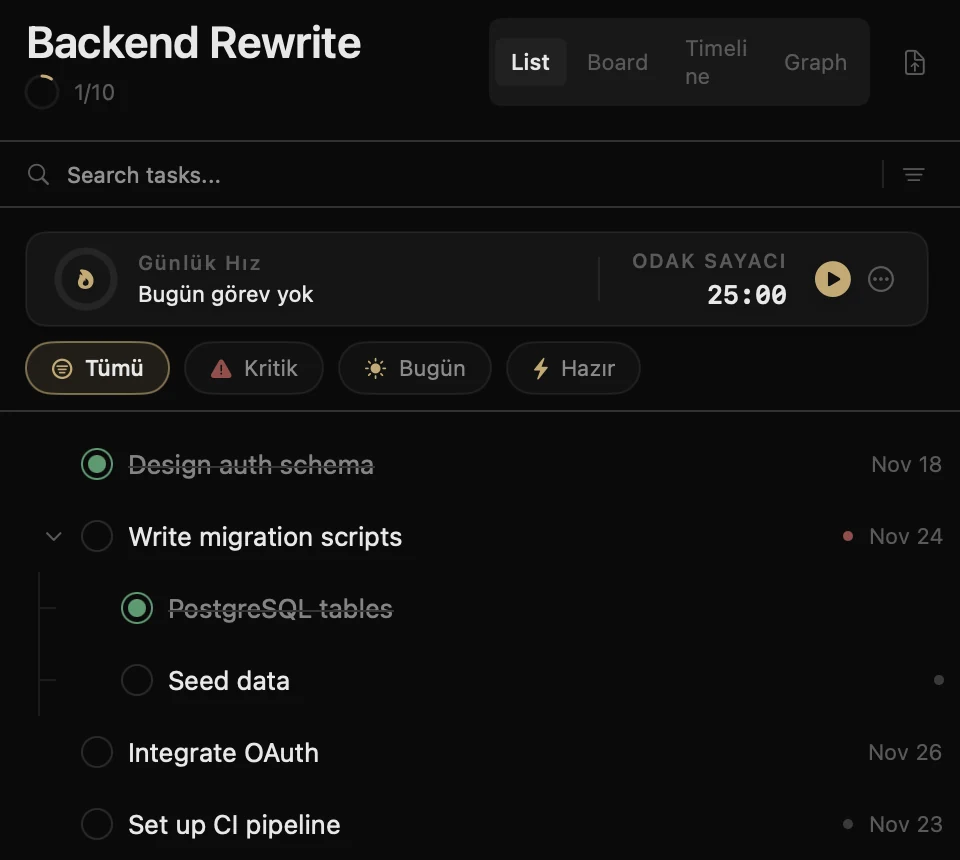 Backend Rewrite
1/10
List
Board
Timeli
ne
Graph
Search tasks...
Günlük Hız
Bugün görev yok
ODAK SAYACI
25:00
Tümü
Kritik
Bugün
Hazır
Design auth schema
Nov 18
Write migration scripts
Nov 24
PostgreSQL tables
Seed data
Integrate OAuth
Nov 26
Set up CI pipeline
Nov 23